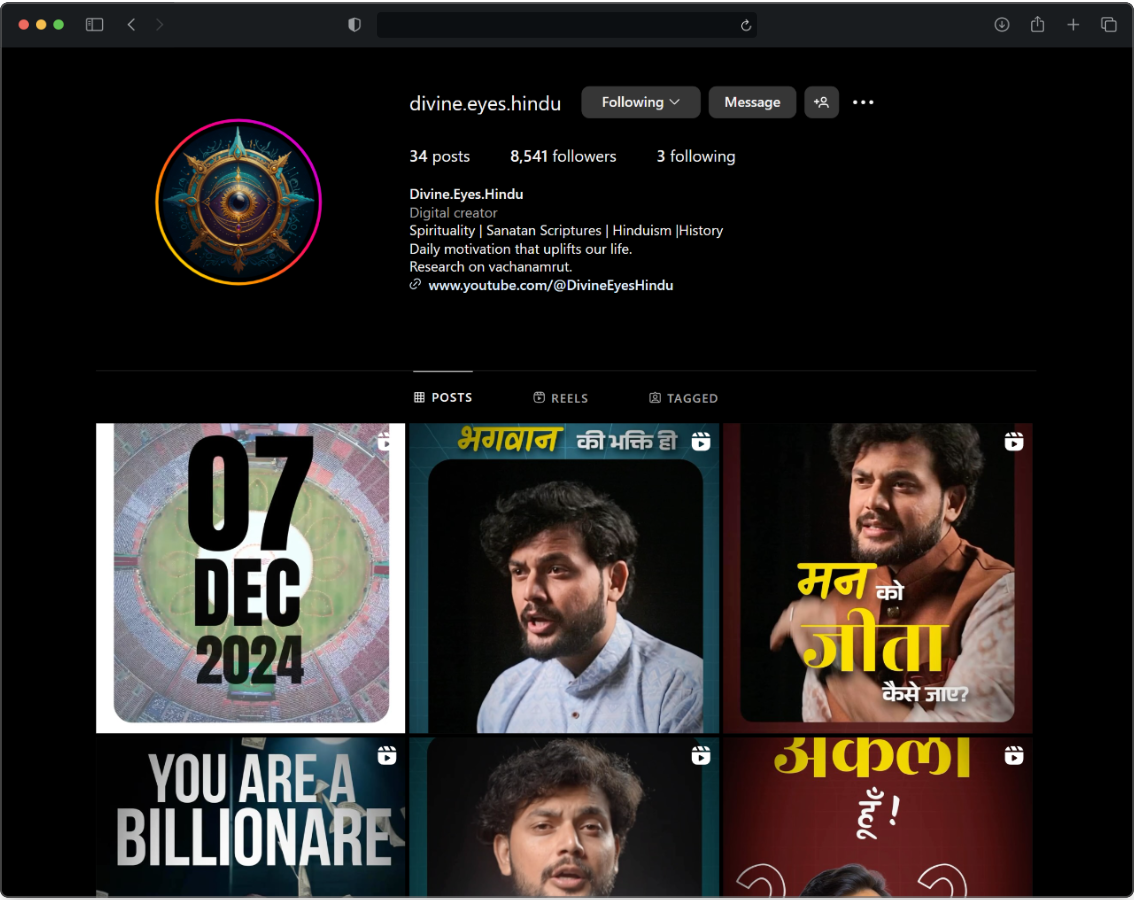 divine.eyes.hindu Following Message
34 posts 8,541 followers 3 following
Divine.Eyes.Hindu
Digital creator
Spirituality | Sanatan Scriptures | Hinduism |History
Daily motivation that uplifts our life.
Research on vachanamrut.
www.youtube.com/@DivineEyesHindu
POSTS REELS TAGGED
07
DEC
2024
भगवान की भक्ति ही
मन को
जीता
कैसे जाए?
YOU ARE A
BILLIONARE
अकेला
हूँ !